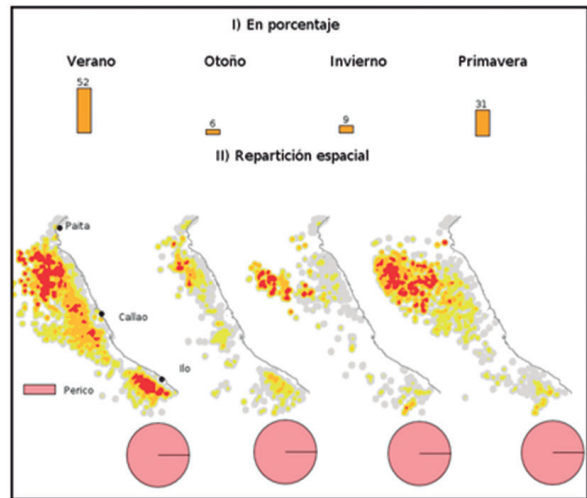 I) En porcentaje
Verano Otoño Invierno Primavera
52
6
9
31
II) Repartición espacial
Paita
Callao
Ilo
Perico